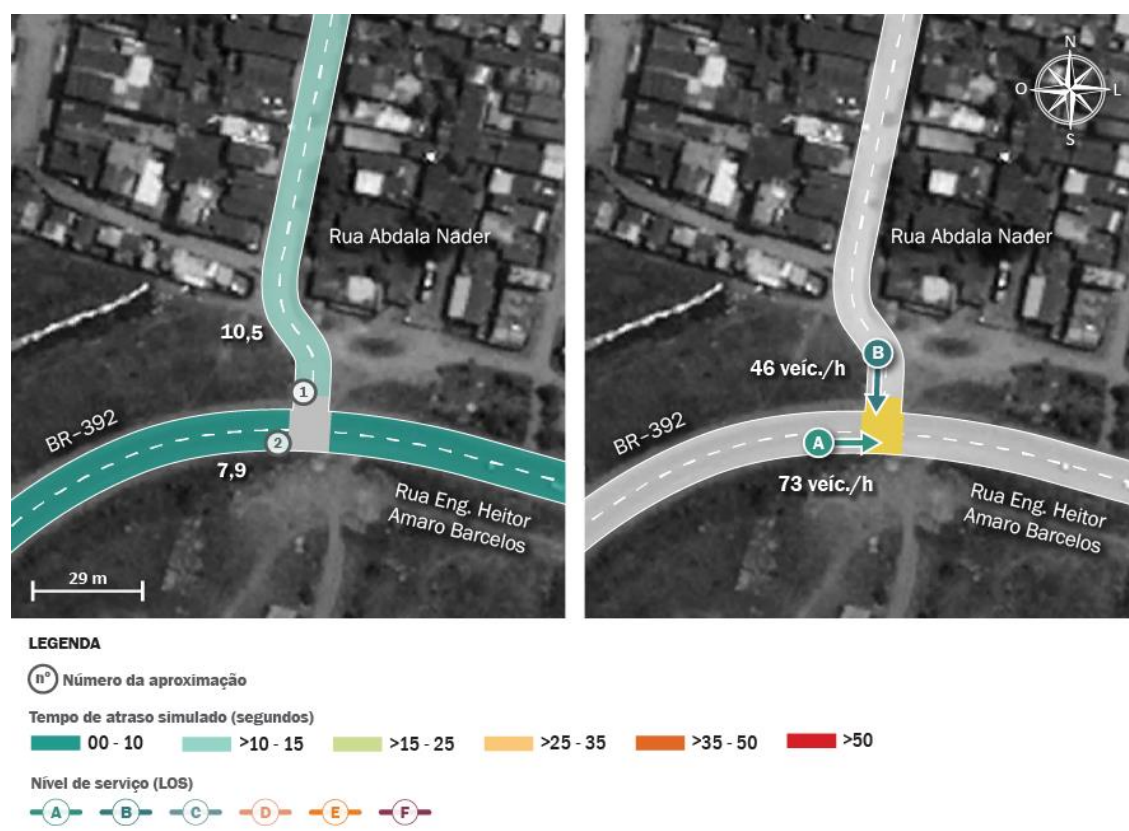 Rua Abdala Nader
10,5
1
BR-392
2
7,9
Rua Eng. Heitor
Amaro Barcelos
29 m
N
O
L
S
Rua Abdala Nader
B
46 veíc./h
BR-392
A
73 veíc./h
Rua Eng. Heitor
Amaro Barcelos
LEGENDA
nº Número da aproximação
Tempo de atraso simulado (segundos)
00 - 10 >10 - 15 >15 - 25 >25 - 35 >35 - 50 >50
Nível de serviço (LOS)
A B C D E F